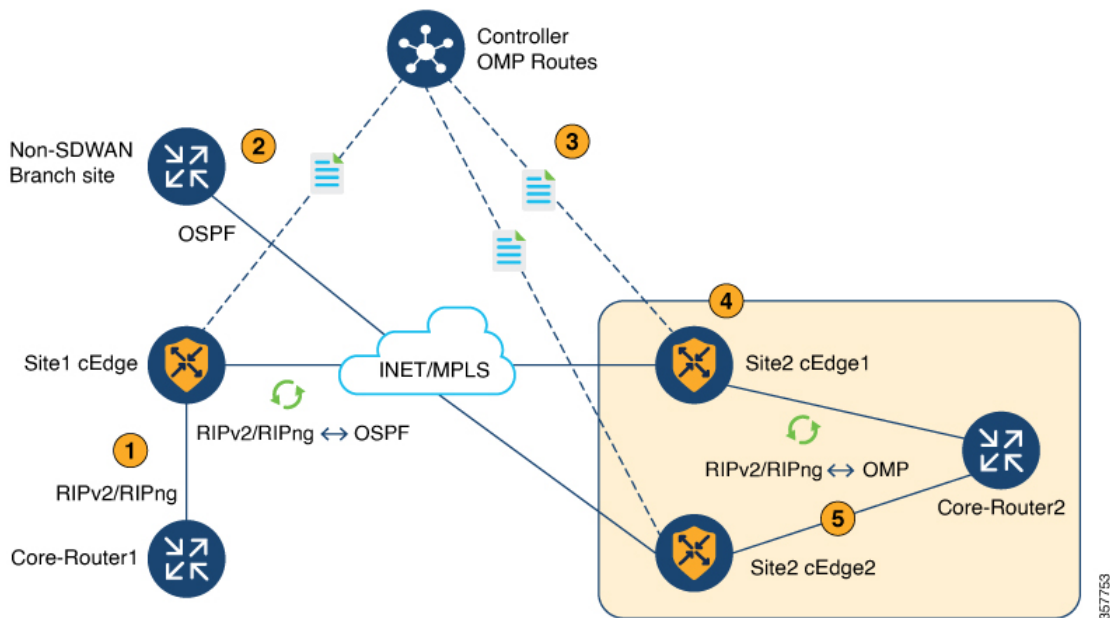 Controller
OMP Routes
2
3
Non-SDWAN
Branch site
OSPF
4
Site1 cEdge
INET/MPLS
Site2 cEdge1
RIPv2/RIPng ↔ OSPF
1
RIPv2/RIPng
RIPv2/RIPng ↔ OMP
Core-Router2
5
Core-Router1
Site2 cEdge2
357753